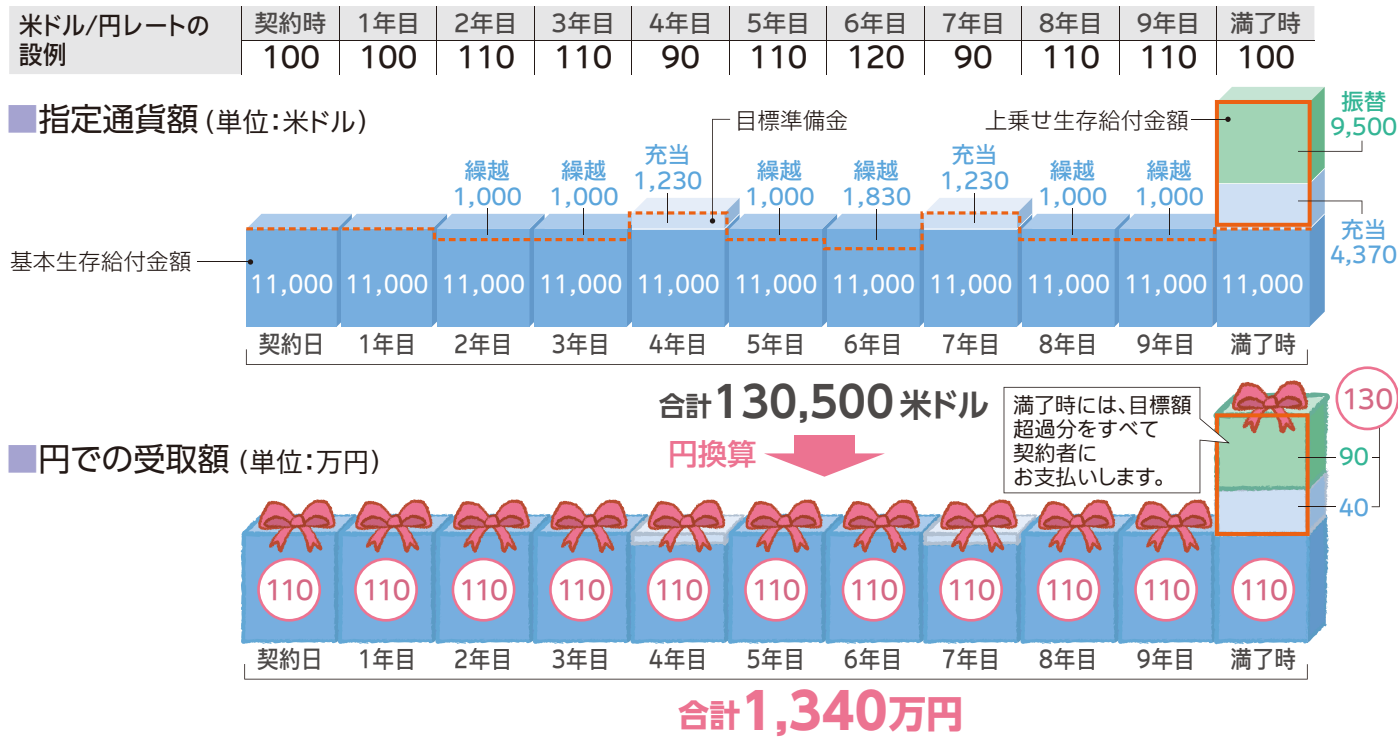 米ドル/円レートの設例 契約時 1年目 2年目 3年目 4年目 5年目 6年目 7年目 8年目 9年目 満了時
100 100 110 110 90 110 120 90 110 110 100
■指定通貨額(単位:米ドル)
目標準備金
上乗せ生存給付金額
振替
9,500
繰越
1,000
繰越
1,000
充当
1,230
繰越
1,000
繰越
1,830
充当
1,230
繰越
1,000
繰越
1,000
充当
4,370
基本生存給付金額
11,000 11,000 11,000 11,000 11,000 11,000 11,000 11,000 11,000 11,000 11,000
契約日 1年目 2年目 3年目 4年目 5年目 6年目 7年目 8年目 9年目 満了時
合計130,500米ドル
円換算
満了時には、目標額
超過分をすべて
契約者に
お支払いします。
130
90
40
■円での受取額(単位:万円)
110 110 110 110 110 110 110 110 110 110 110
契約日 1年目 2年目 3年目 4年目 5年目 6年目 7年目 8年目 9年目 満了時
合計1,340万円